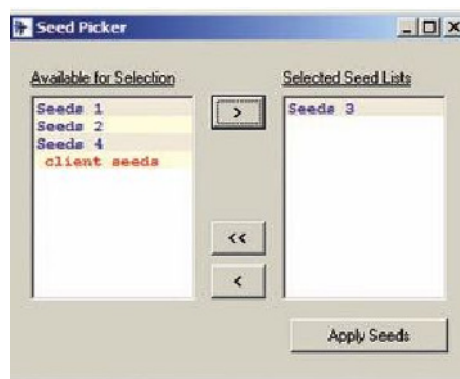 Seed Picker
Available for Selection
Seeds 1
Seeds 2
Seeds 4
client seeds
>
<<
<
Selected Seed Lists
Seeds 3
Apply Seeds